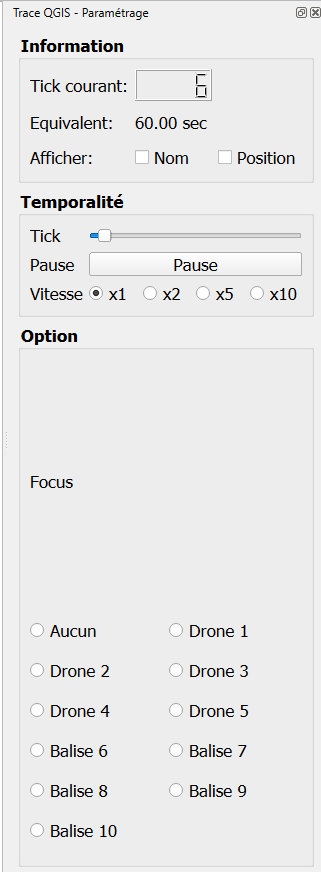 Trace QGIS - Paramétrage
Information
Tick courant: 6
Equivalent: 60.00 sec
Afficher: Nom Position
Temporalité
Tick
Pause Pause
Vitesse x1 x2 x5 x10
Option
Focus
Aucun Drone 1
Drone 2 Drone 3
Drone 4 Drone 5
Balise 6 Balise 7
Balise 8 Balise 9
Balise 10